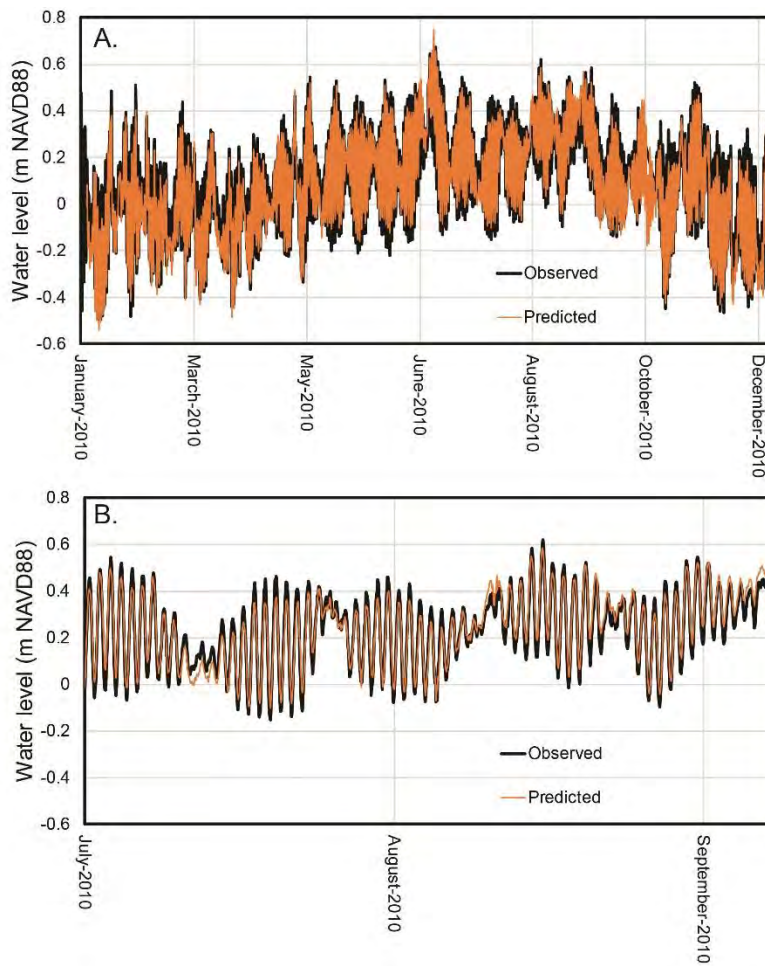 A.
Water level (m NAVD88)
0.8
0.6
0.4
0.2
0
-0.2
-0.4
-0.6
Observed
Predicted
January-2010
March-2010
May-2010
June-2010
August-2010
October-2010
December-2010
B.
Water level (m NAVD88)
0.8
0.6
0.4
0.2
0
-0.2
-0.4
-0.6
Observed
Predicted
July-2010
August-2010
September-2010